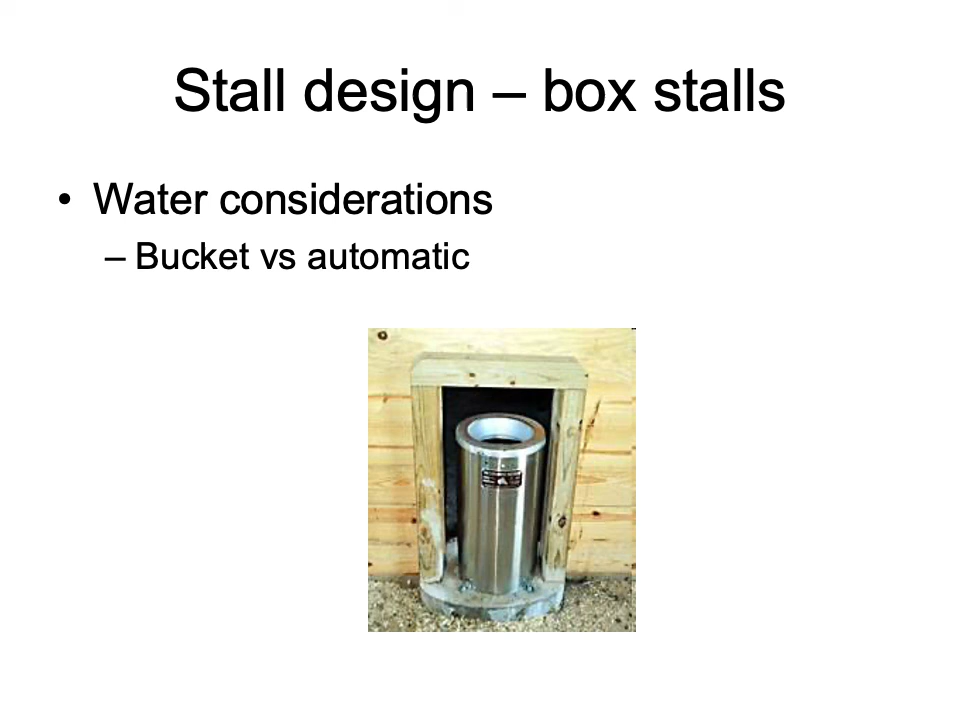 Stall design – box stalls
• Water considerations
– Bucket vs automatic